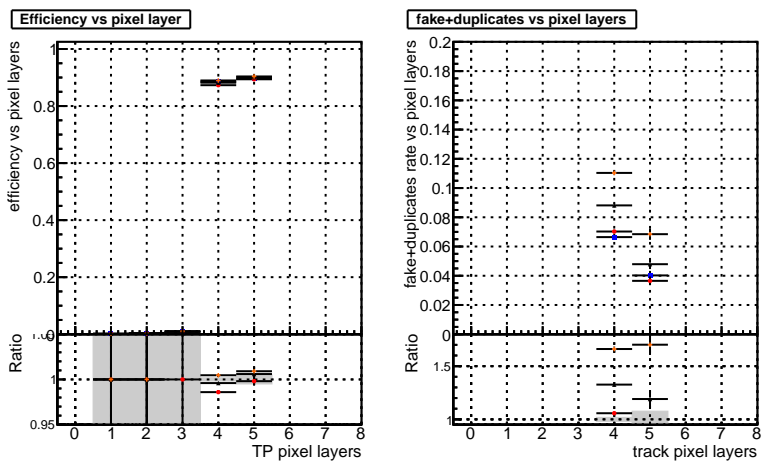 Efficiency vs pixel layer
efficiency vs pixel layers
1
0.8
0.6
0.4
0.2
0
Ratio
1
0.95
0 1 2 3 4 5 6 7 8
TP pixel layers
fake+duplicates vs pixel layers
fake+duplicates rate vs pixel layers
0.2
0.18
0.16
0.14
0.12
0.1
0.08
0.06
0.04
0.02
0
Ratio
1.5
1
0 1 2 3 4 5 6 7 8
track pixel layers